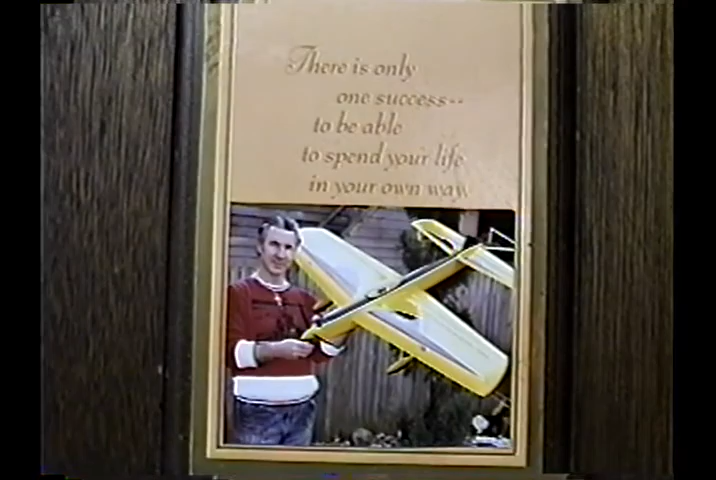 There is only
one success--
to be able
to spend your life
in your own way.